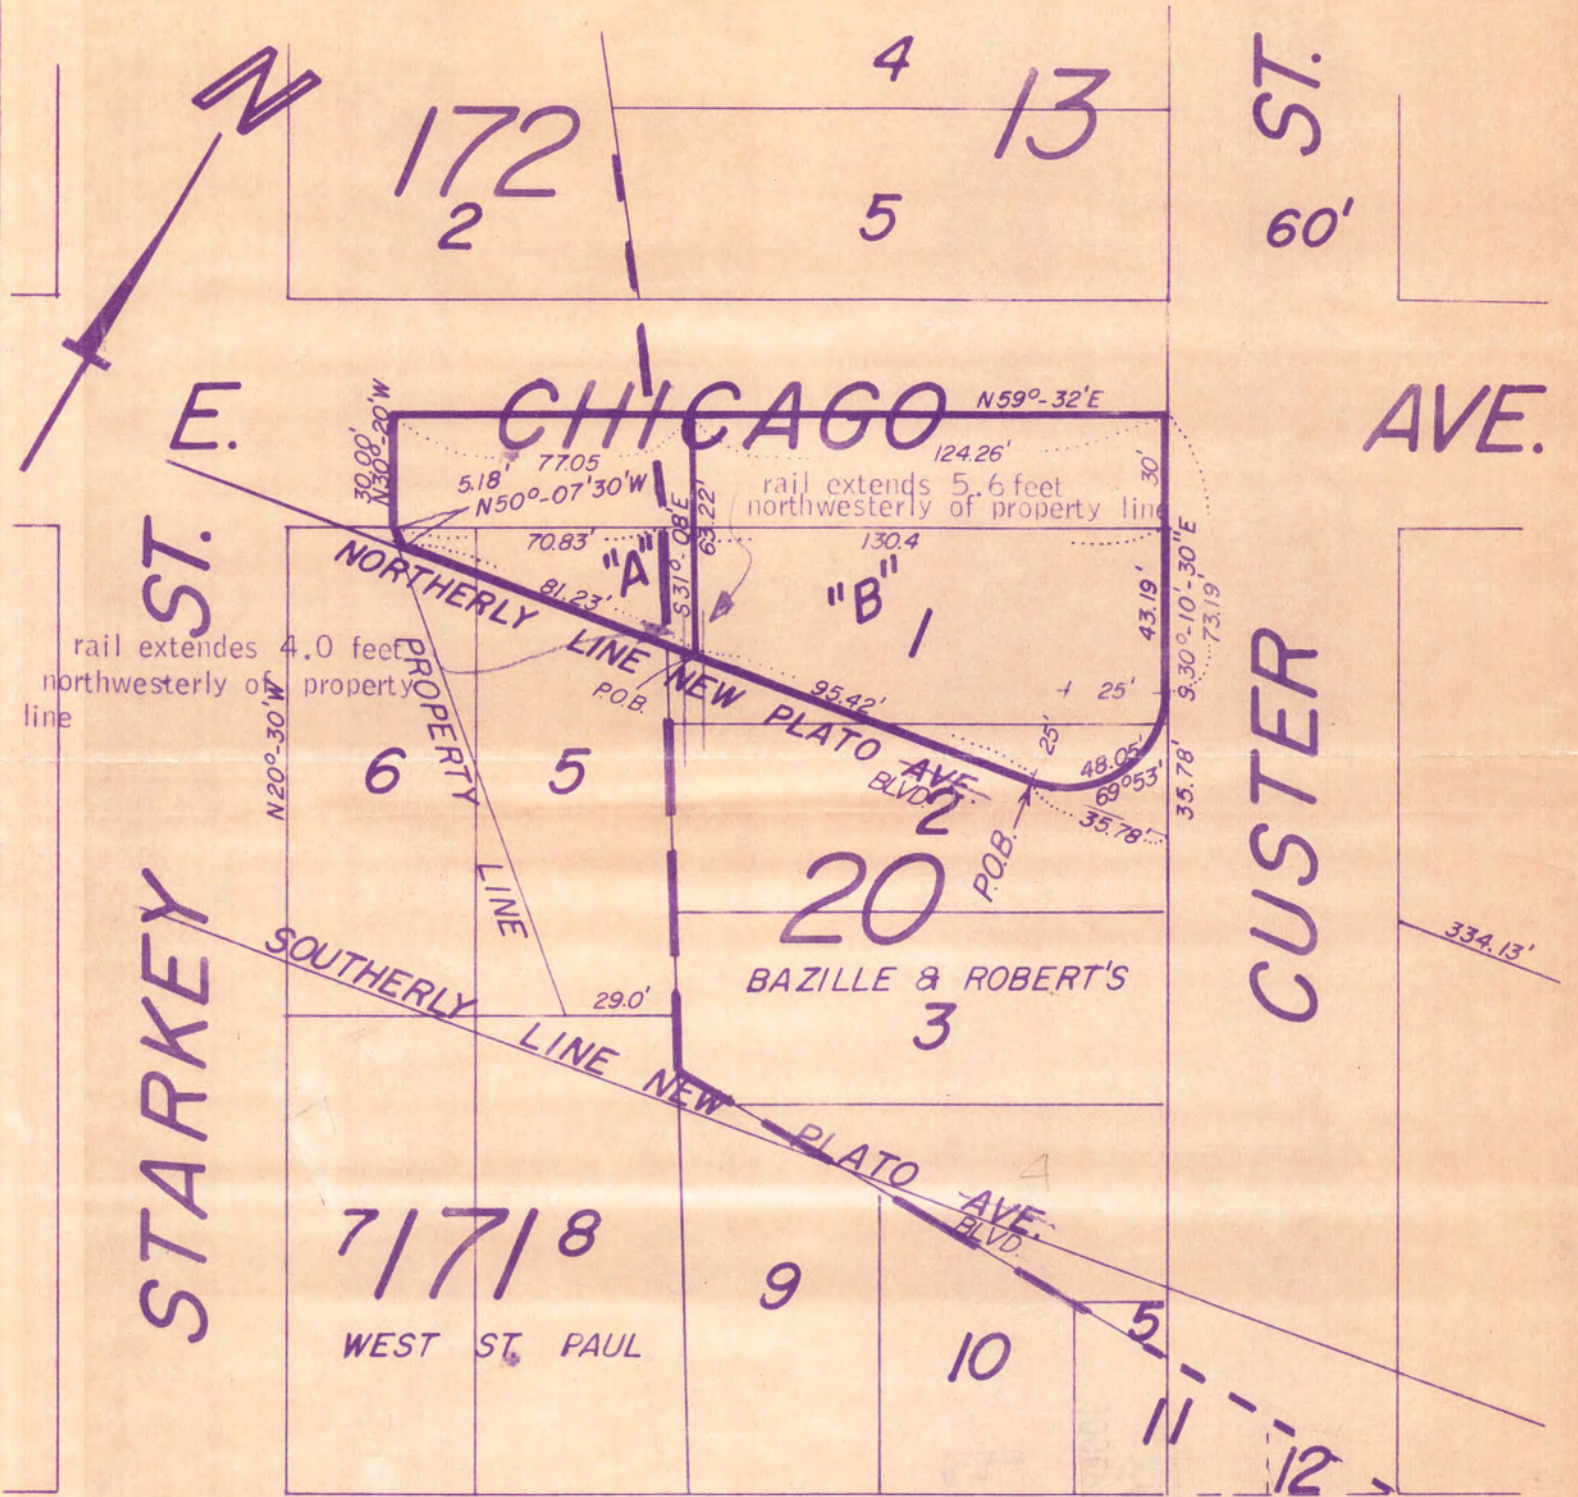 N
4
172
13
ST.
2
5
60'
E. CHICAGO AVE.
N59°-32'E
30.00'
N30°-20'W
77.05
124.26'
5.18'
N50°-07'30"W
30'
rail extends 5.6 feet
northwesterly of property line
S31°-08'E
63.22'
70.83'
130.4
"A"
"B"
1
81.23'
NORTHERLY LINE NEW PLATO AVE.
BLVD.
43.19'
S.30°-10'-30"E
73.19'
ST.
rail extendes 4.0 feet
northwesterly of property
line
P.O.B.
95.42'
25'
25'
N20°-30'W
PROPERTY LINE
6
5
48.05'
69°53'
35.78'
35.78'
2
P.O.B.
20
BAZILLE & ROBERT'S
3
CUSTER
334.13'
STARKEY
29.0'
SOUTHERLY LINE NEW PLATO AVE.
BLVD.
4
7
171
8
9
10
5
11
12
WEST ST. PAUL